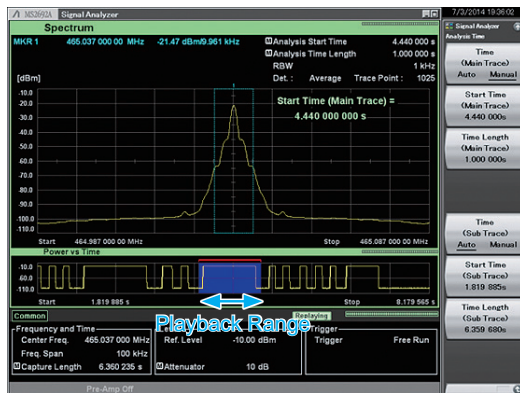 MS2692A Signal Analyzer
7/3/2014 19:36:02
Spectrum
MKR 1 465.037 000 00 MHz -21.47 dBm/9.961 kHz
Analysis Start Time 4.440 000 s
Analysis Time Length 1.000 000 s
RBW 1 kHz
[dBm] Det. : Average Trace Point : 1025
-10.0
-20.0
-30.0
-40.0
-50.0
-60.0
-70.0
-80.0
-90.0
-100.0
-110.0
Start Time (Main Trace) =
4.440 000 000 s
Start 464.987 000 00 MHz Stop 465.087 000 00 MHz
Power vs Time
-10.0
-60.0
-110.0
Start 1.819 885 s Stop 8.179 565 s
Playback Range
Common
Replaying
Frequency and Time
Center Freq. 465.037 000 MHz
Freq. Span 100 kHz
Capture Length 6.360 235 s
Ref. Level -10.00 dBm
Attenuator 10 dB
Trigger
Trigger Free Run
Pre-Amp Off
Signal Analyzer
Analysis Time
Time
(Main Trace)
Auto Manual
Start Time
(Main Trace)
4.440 000 s
Time Length
(Main Trace)
1.000 000 s
Time
(Sub Trace)
Auto Manual
Start Time
(Sub Trace)
1.819 885s
Time Length
(Sub Trace)
6.359 680s